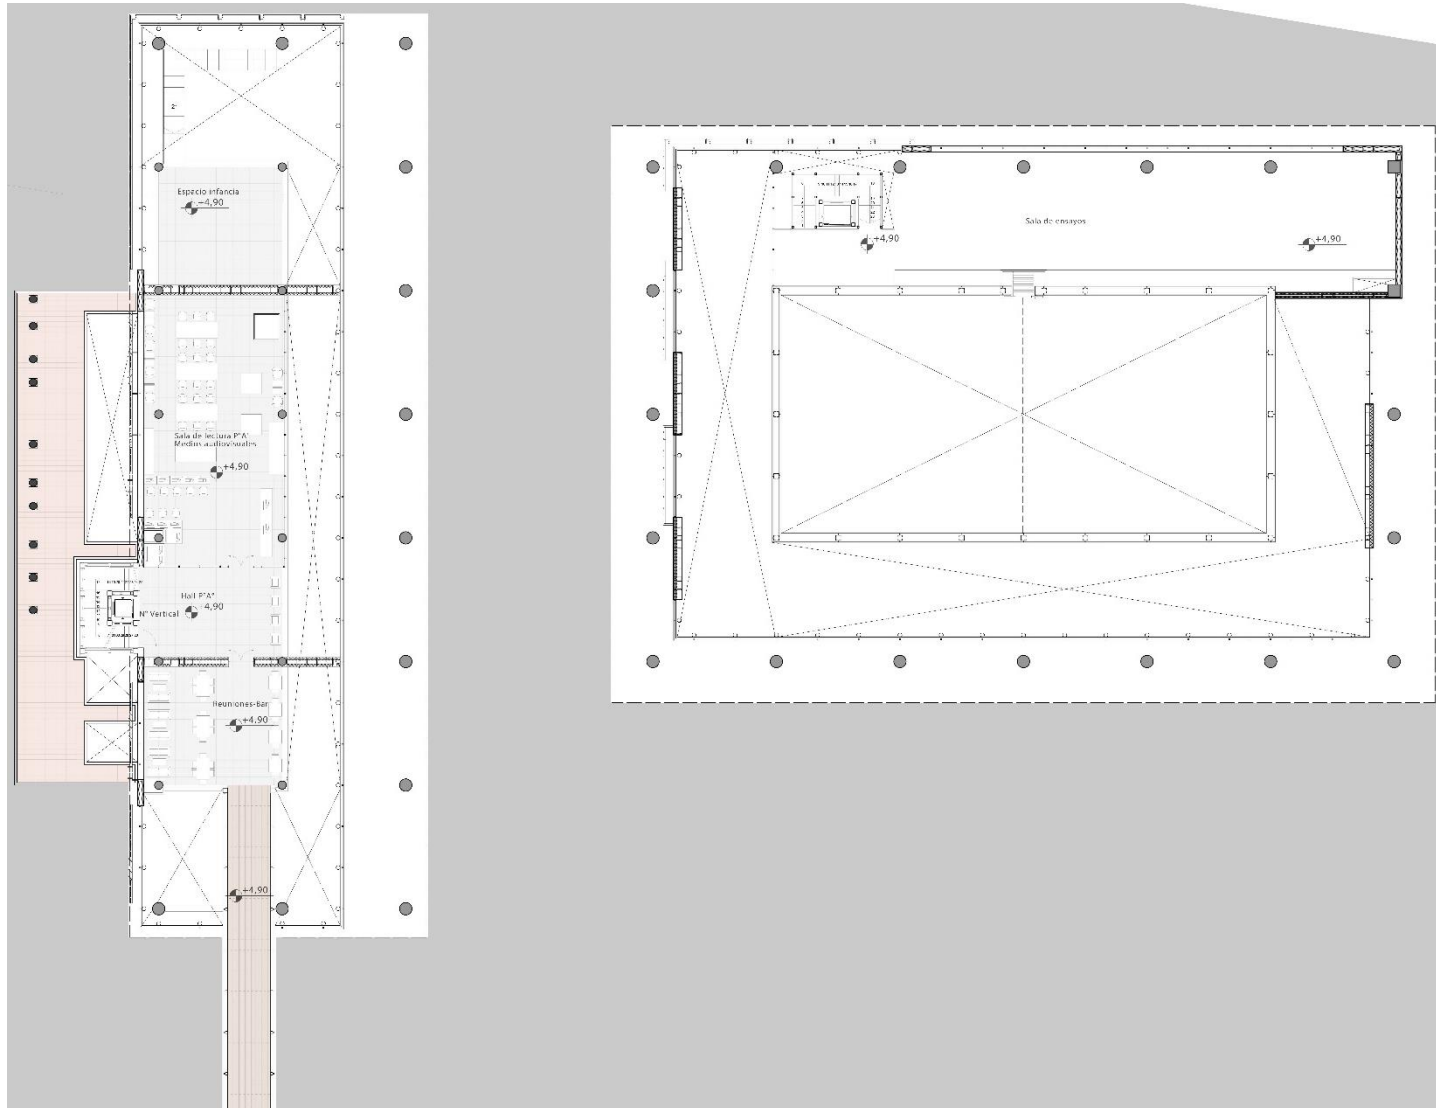 2°
Espacio infancia
+4,90
Sala de lectura P"A"
Medios audiovisuales
+4,90
Hall P"A"
+4,90
N° Vertical
Reuniones-Bar
+4,90
+4,90
Sala de ensayos
+4,90
+4,90